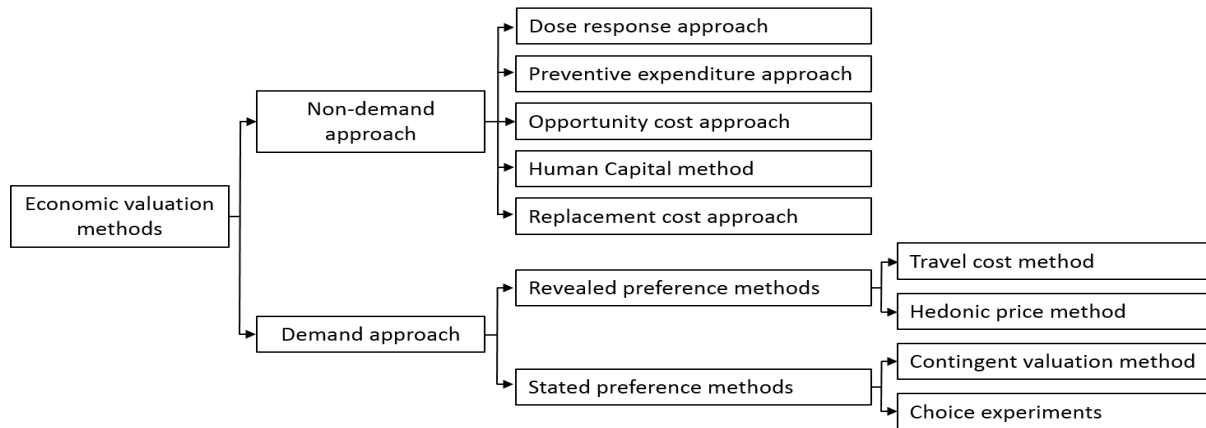 Economic valuation
methods
Non-demand
approach
Dose response approach
Preventive expenditure approach
Opportunity cost approach
Human Capital method
Replacement cost approach
Demand approach
Revealed preference methods
Travel cost method
Hedonic price method
Stated preference methods
Contingent valuation method
Choice experiments